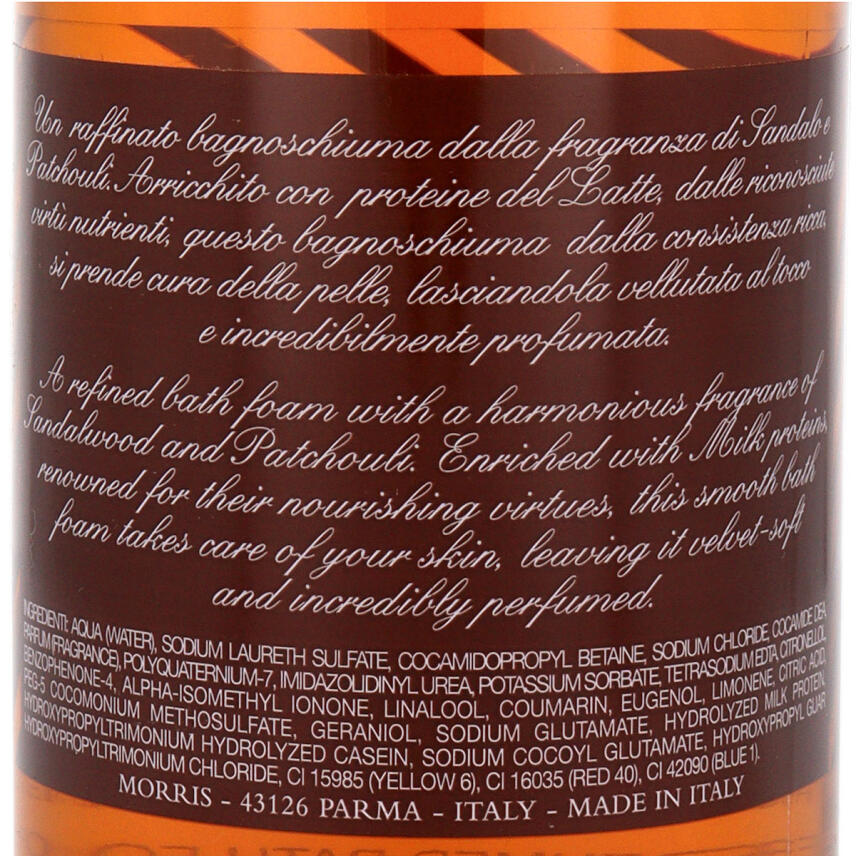 Un raffinato bagnoschiuma dalla fragranza di Sandalo e
Patchouli. Arricchito con proteine del Latte, dalle riconosciute
virtù nutrienti, questo bagnoschiuma dalla consistenza ricca,
si prende cura della pelle, lasciandola vellutata al tocco
e incredibilmente profumata.
A refined bath foam with a harmonious fragrance of
Sandalwood and Patchouli. Enriched with Milk proteins,
renowned for their nourishing virtues, this smooth bath
foam takes care of your skin, leaving it velvet-soft
and incredibly perfumed.
INGREDIENTI: AQUA (WATER), SODIUM LAURETH SULFATE, COCAMIDOPROPYL BETAINE, SODIUM CHLORIDE, COCAMIDE DEA,
PARFUM (FRAGRANCE), POLYQUATERNIUM-7, IMIDAZOLIDINYL UREA, POTASSIUM SORBATE, TETRASODIUM EDTA, CITRONELLOL,
BENZOPHENONE-4, ALPHA-ISOMETHYL IONONE, LINALOOL, COUMARIN, EUGENOL, LIMONENE, CITRIC ACID,
PEG-5 COCOMONIUM METHOSULFATE, GERANIOL, SODIUM GLUTAMATE, HYDROLYZED MILK PROTEIN,
HYDROXYPROPYLTRIMONIUM HYDROLYZED CASEIN, SODIUM COCOYL GLUTAMATE, HYDROXYPROPYL GUAR
HYDROXYPROPYLTRIMONIUM CHLORIDE, CI 15985 (YELLOW 6), CI 16035 (RED 40), CI 42090 (BLUE 1).
MORRIS - 43126 PARMA - ITALY - MADE IN ITALY